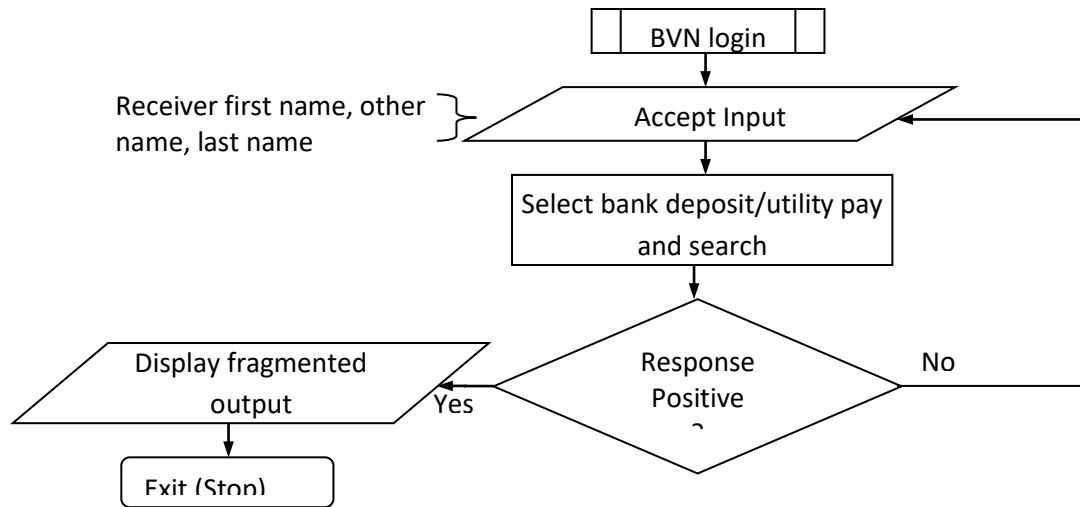 BVN login
Receiver first name, other
name, last name
Accept Input
Select bank deposit/utility pay
and search
Response
Positive
?
No
Yes
Display fragmented
output
Exit (Stop)